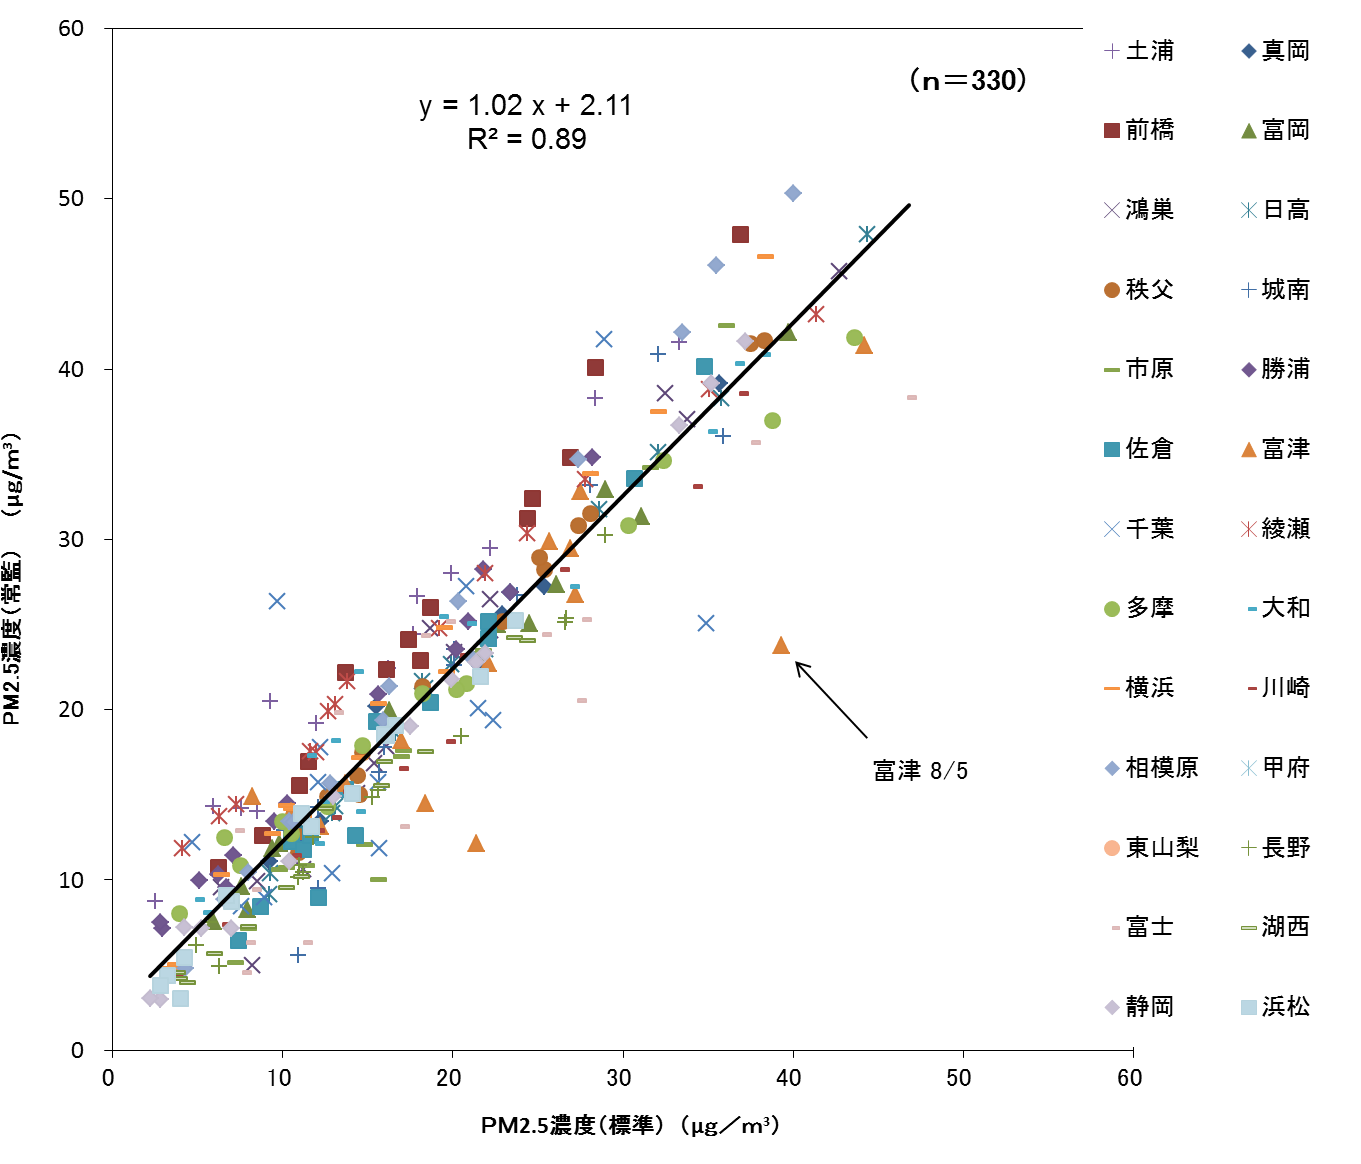 60
50
40
30
20
10
0
y = 1.02 x + 2.11
R² = 0.89
（n＝330）
富津 8/5
0 10 20 30 40 50 60
PM2.5濃度（標準）（μg／m³）
PM2.5濃度（常監）（μg/m³）
土浦 真岡
前橋 富岡
鴻巣 日高
秩父 城南
市原 勝浦
佐倉 富津
千葉 綾瀬
多摩 大和
横浜 川崎
相模原 甲府
東山梨 長野
富士 湖西
静岡 浜松